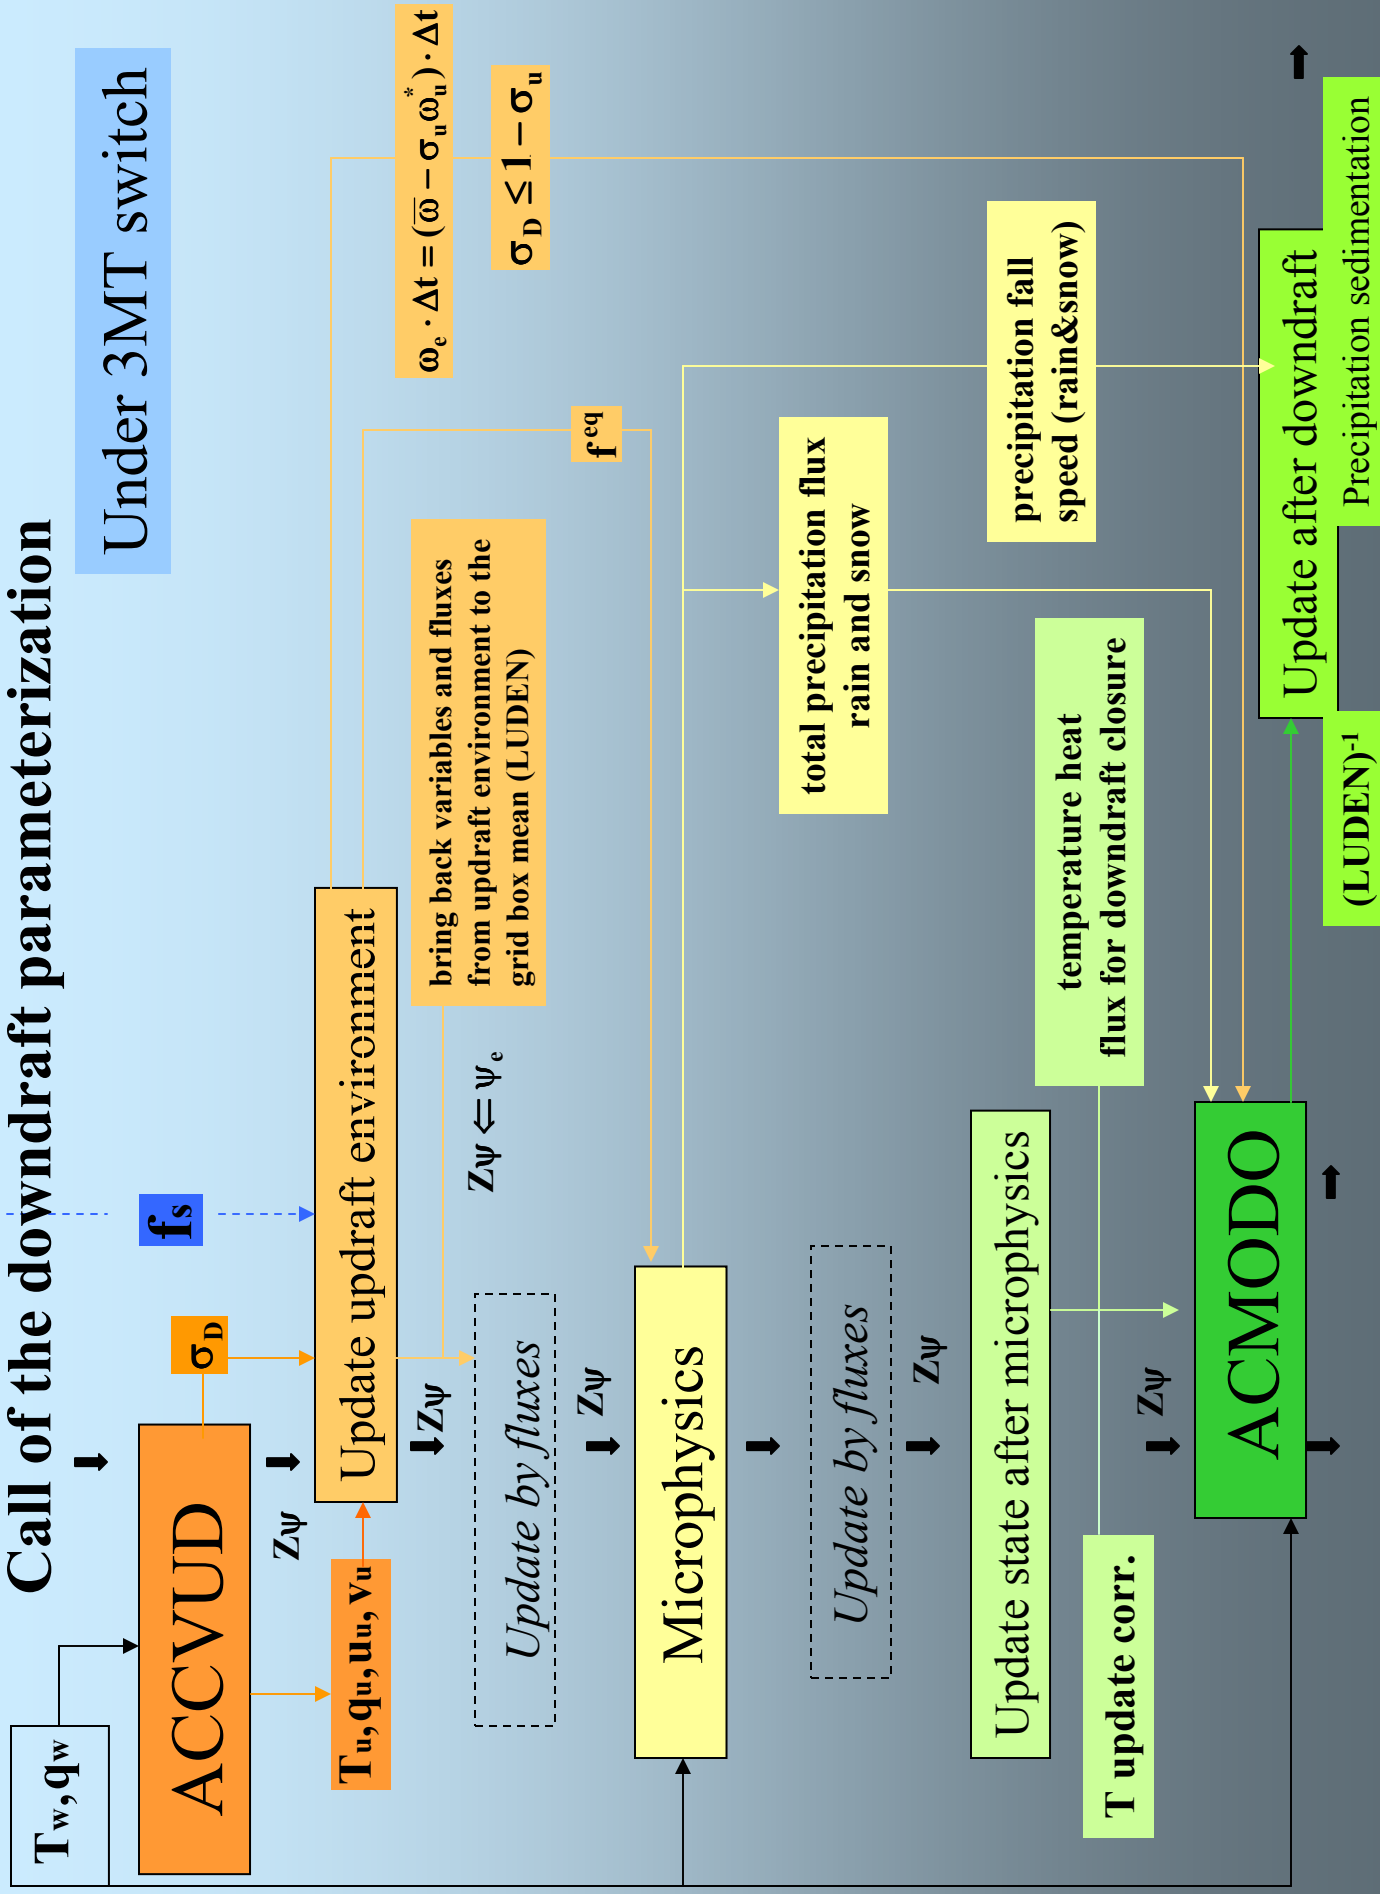 Call of the downdraft parameterization
Under 3MT switch
Tw,qw
ACCVUD
σD
fs
Zψ
Tu,qu,uu,vu
Update updraft environment
ωe · Δt = (ω̅ − σuωu*) · Δt
σD ≤ 1 − σu
Zψ
bring back variables and fluxes
from updraft environment to the
grid box mean (LUDEN)
Zψ ⇐ ψe
feq
Update by fluxes
Zψ
Microphysics
total precipitation flux
rain and snow
Update by fluxes
Zψ
precipitation fall
speed (rain&snow)
Update state after microphysics
temperature heat
flux for downdraft closure
T update corr.
Zψ
ACMODO
Update after downdraft
(LUDEN)-1
Precipitation sedimentation